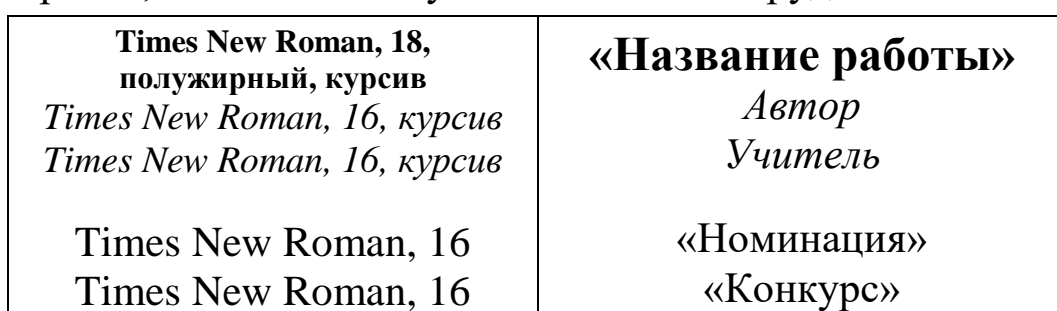 Times New Roman, 18,
полужирный, курсив
Times New Roman, 16, курсив
Times New Roman, 16, курсив
Times New Roman, 16
Times New Roman, 16
«Название работы»
Автор
Учитель
«Номинация»
«Конкурс»